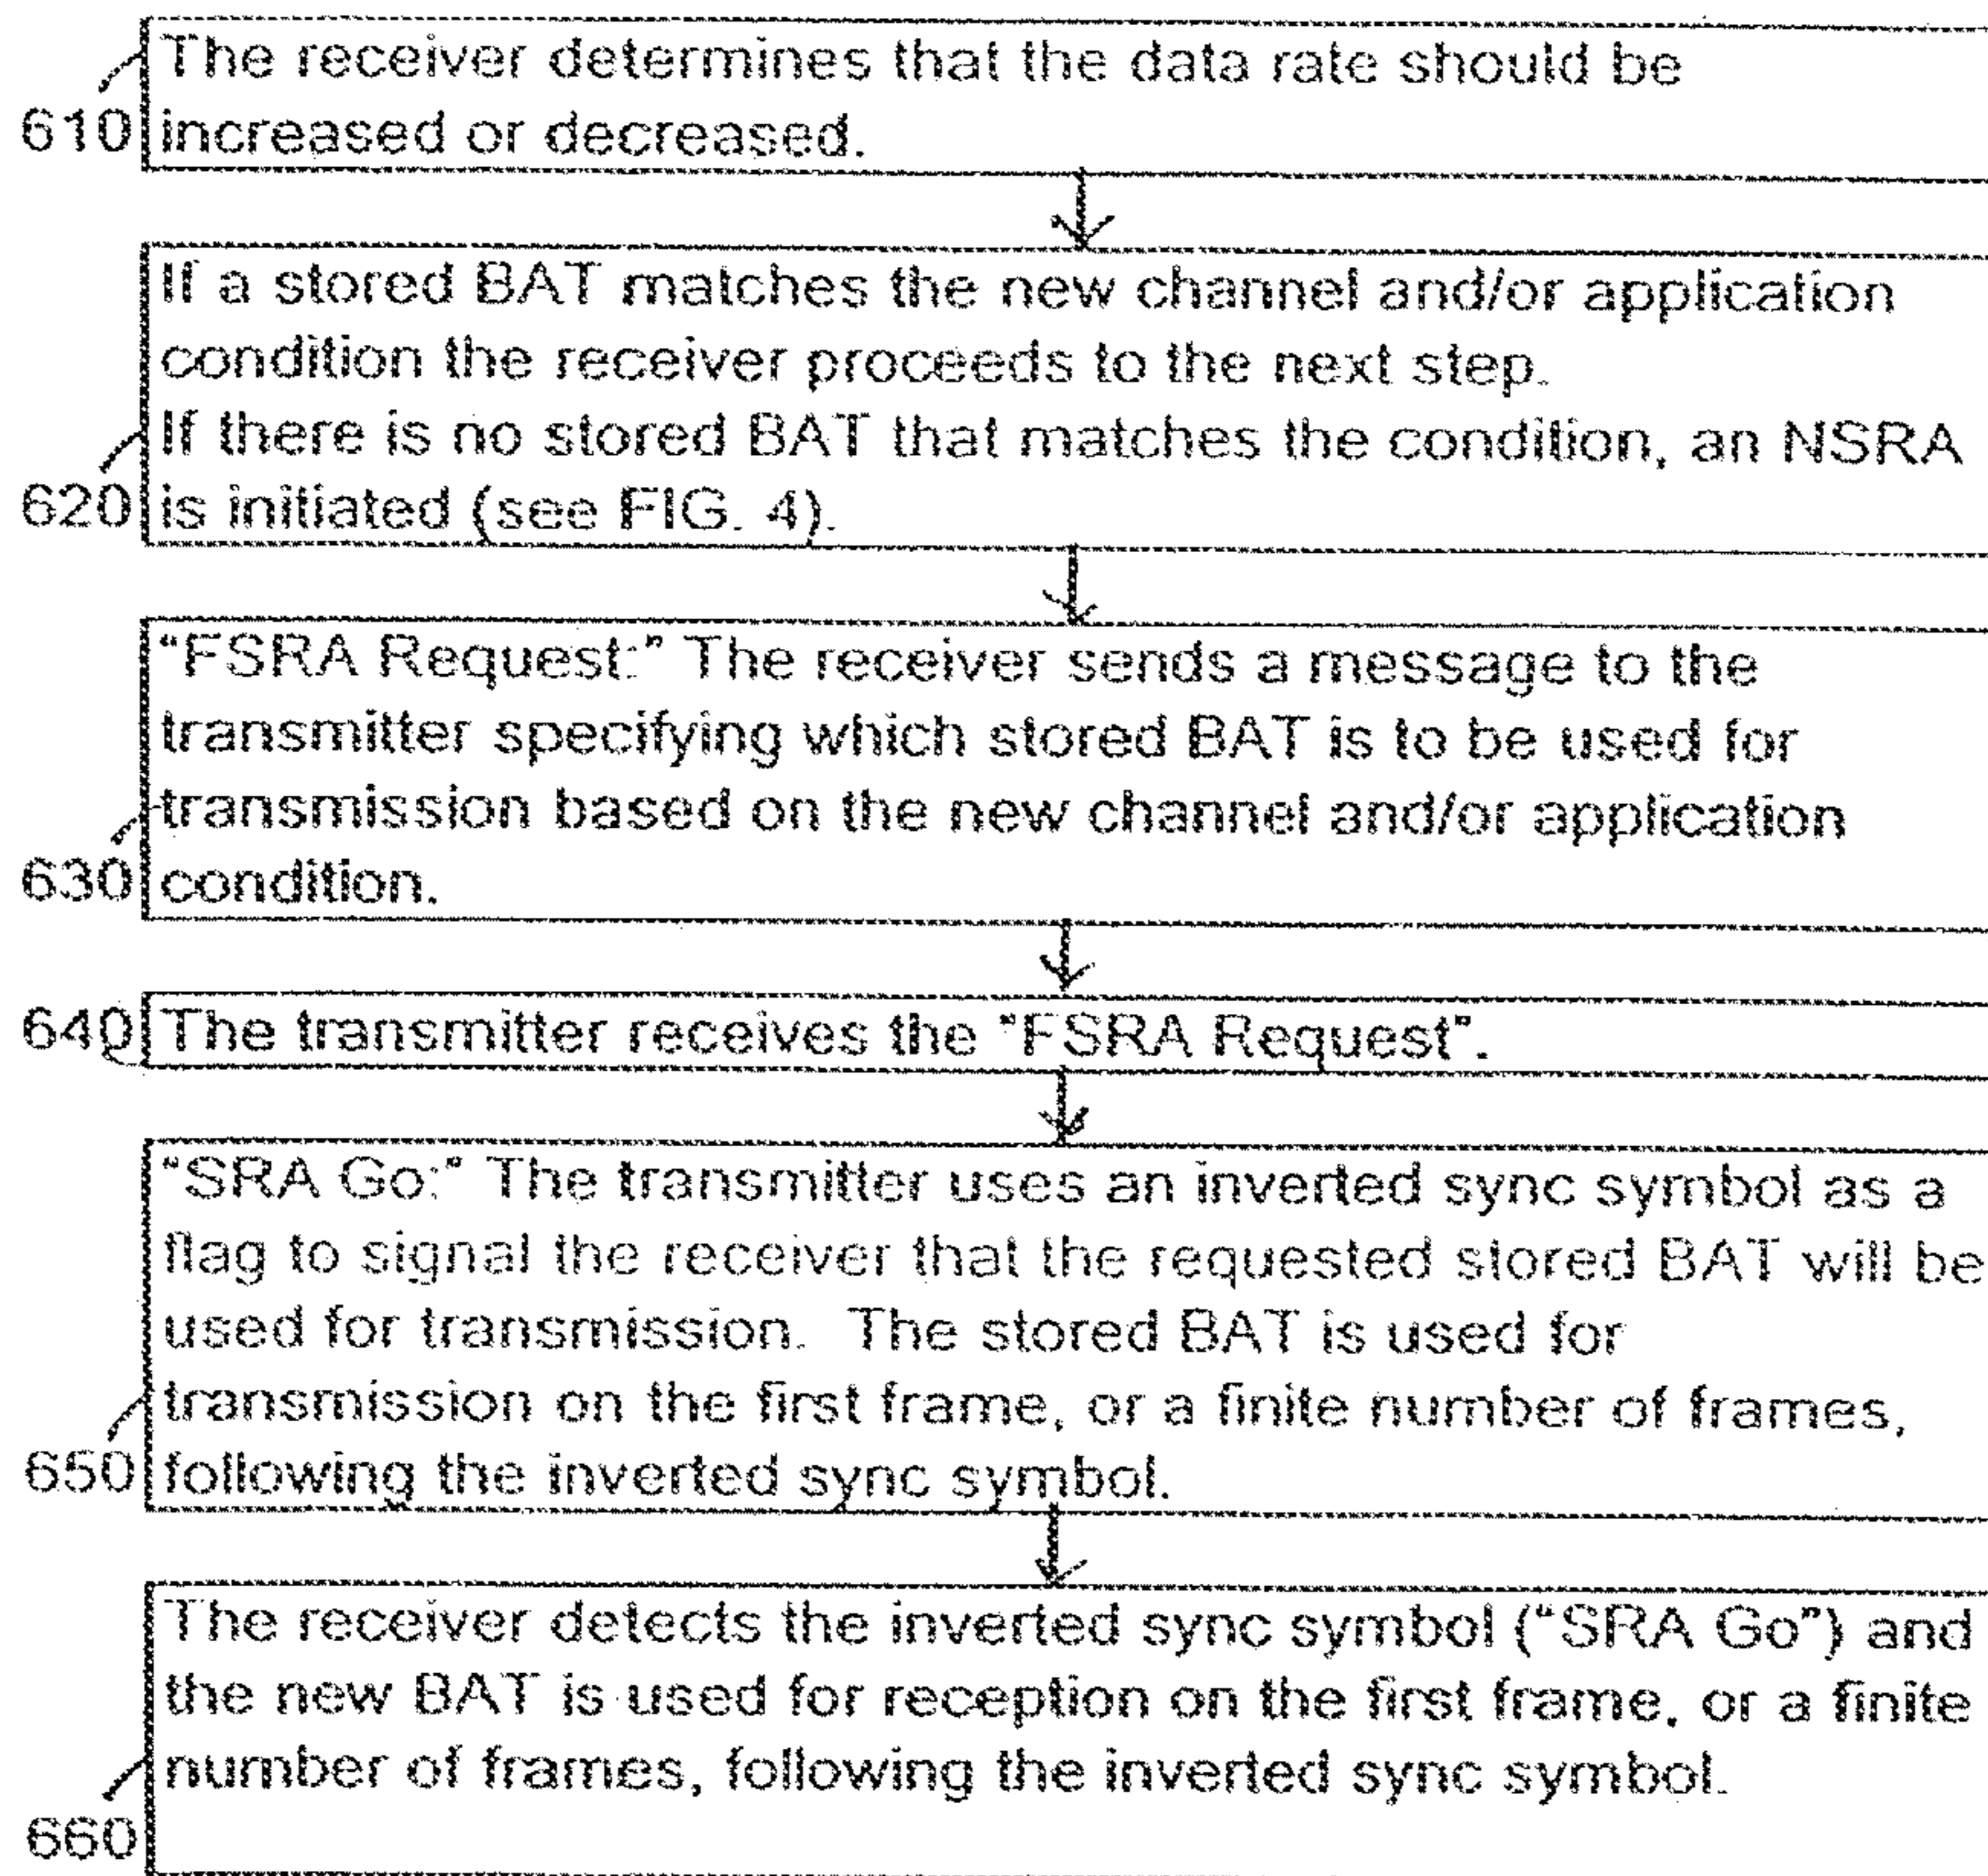 The receiver determines that the data rate should be
610 increased or decreased.
If a stored BAT matches the new channel and/or application
condition the receiver proceeds to the next step.
If there is no stored BAT that matches the condition, an NSRA
620 is initiated (see FIG. 4).
"FSRA Request:" The receiver sends a message to the
transmitter specifying which stored BAT is to be used for
transmission based on the new channel and/or application
630 condition.
640 The transmitter receives the "FSRA Request".
"SRA Go:" The transmitter uses an inverted sync symbol as a
flag to signal the receiver that the requested stored BAT will be
used for transmission. The stored BAT is used for
transmission on the first frame, or a finite number of frames,
650 following the inverted sync symbol.
The receiver detects the inverted sync symbol ("SRA Go") and
the new BAT is used for reception on the first frame, or a finite
number of frames, following the inverted sync symbol.
660